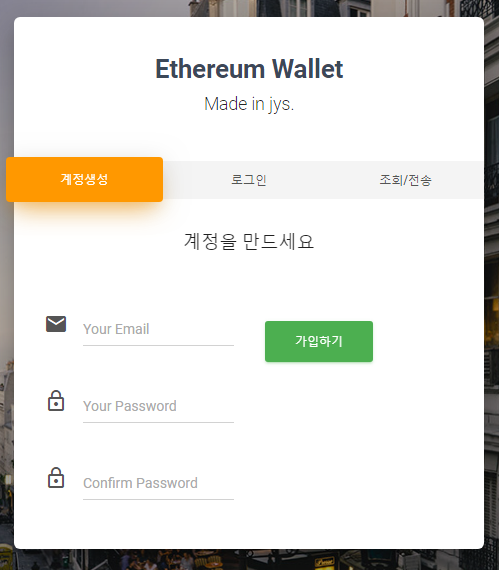 Ethereum Wallet
Made in jys.
계정생성
로그인
조회/전송
계정을 만드세요
Your Email
가입하기
Your Password
Confirm Password